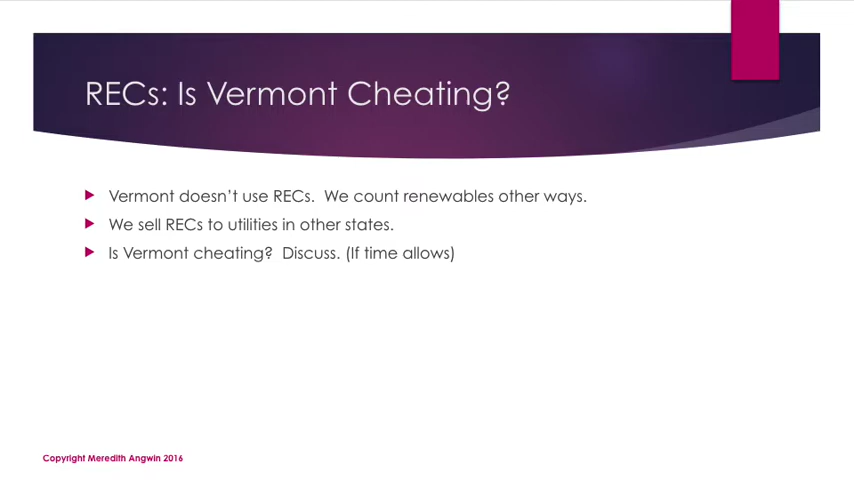 RECs: Is Vermont Cheating?
Vermont doesn’t use RECs.  We count renewables other ways.
We sell RECs to utilities in other states.
Is Vermont cheating?  Discuss. (If time allows)
Copyright Meredith Angwin 2016